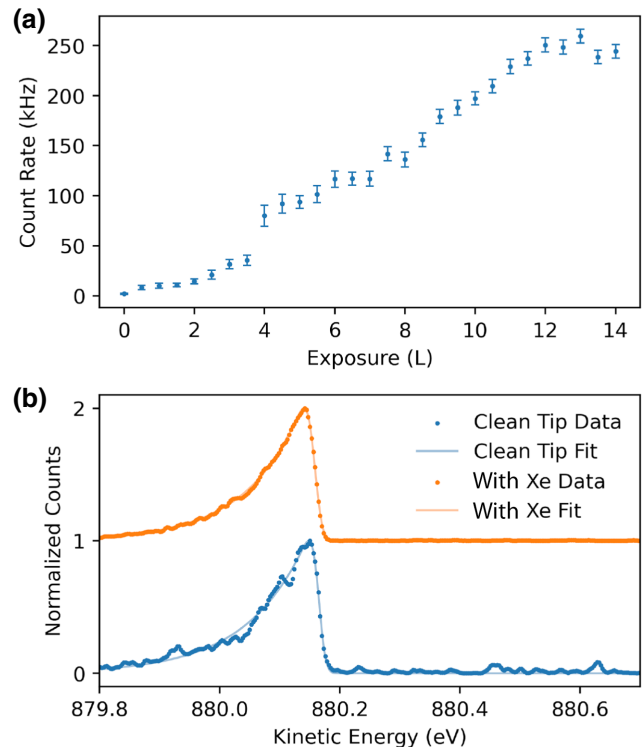 (a)
250
200
150
100
50
0
Count Rate (kHz)
0 2 4 6 8 10 12 14
Exposure (L)
(b)
2
1
0
Normalized Counts
Clean Tip Data
Clean Tip Fit
With Xe Data
With Xe Fit
879.8 880.0 880.2 880.4 880.6
Kinetic Energy (eV)